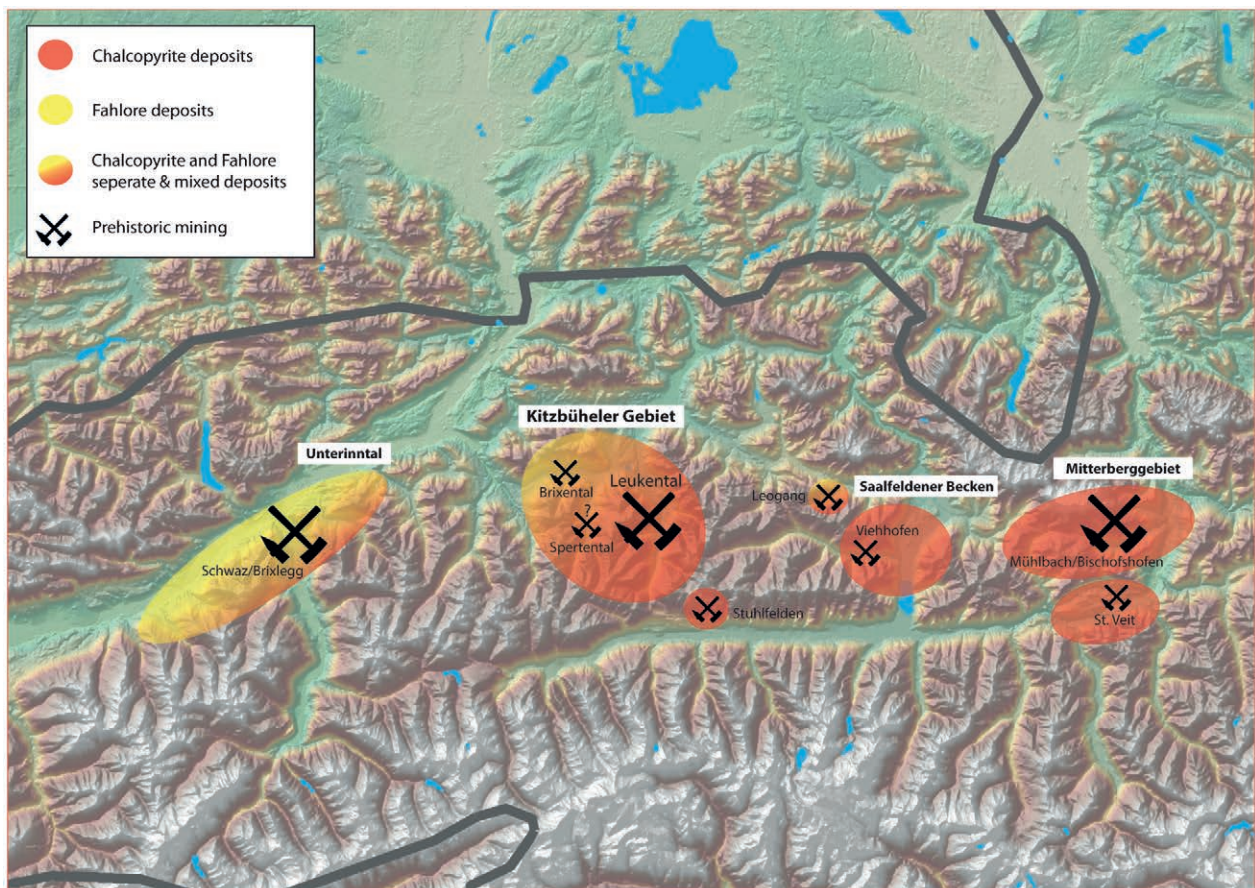 Chalcopyrite deposits
Fahlore deposits
Chalcopyrite and Fahlore
seperate & mixed deposits
Prehistoric mining
Kitzbüheler Gebiet
Unterinntal
Mitterberggebiet
Saalfeldener Becken
Leukental
Brixental
?
Spertental
Leogang
Viehhofen
Schwaz/Brixlegg
Mühlbach/Bischofshofen
Stuhlfelden
St. Veit